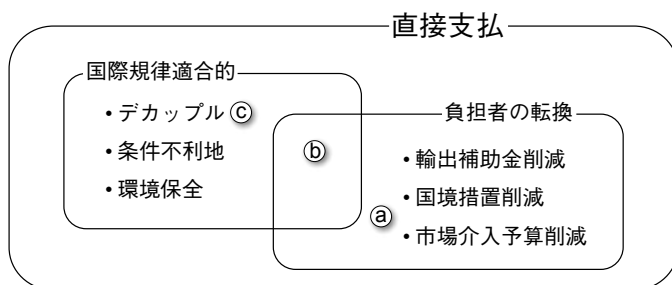 直接支払
国際規律適合的
• デカップル ⓒ
• 条件不利地
• 環境保全
ⓑ
負担者の転換
• 輸出補助金削減
• 国境措置削減
ⓐ
• 市場介入予算削減